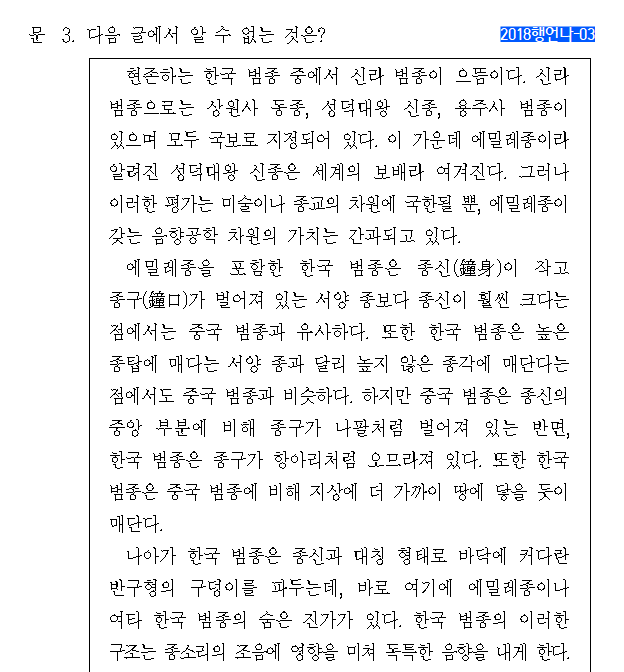 문 3. 다음 글에서 알 수 없는 것은?
2018행언나-03
현존하는 한국 범종 중에서 신라 범종이 으뜸이다. 신라
범종으로는 상원사 동종, 성덕대왕 신종, 용주사 범종이
있으며 모두 국보로 지정되어 있다. 이 가운데 에밀레종이라
알려진 성덕대왕 신종은 세계의 보배라 여겨진다. 그러나
이러한 평가는 미술이나 종교의 차원에 국한될 뿐, 에밀레종이
갖는 음향공학 차원의 가치는 간과되고 있다.
에밀레종을 포함한 한국 범종은 종신(鐘身)이 작고
종구(鐘口)가 벌어져 있는 서양 종보다 종신이 훨씬 크다는
점에서는 중국 범종과 유사하다. 또한 한국 범종은 높은
종탑에 매다는 서양 종과 달리 높지 않은 종각에 매단다는
점에서도 중국 범종과 비슷하다. 하지만 중국 범종은 종신의
중앙 부분에 비해 종구가 나팔처럼 벌어져 있는 반면,
한국 범종은 종구가 항아리처럼 오므라져 있다. 또한 한국
범종은 중국 범종에 비해 지상에 더 가까이 땅에 닿을 듯이
매단다.
나아가 한국 범종은 종신과 대칭 형태로 바닥에 커다란
반구형의 구덩이를 파두는데, 바로 여기에 에밀레종이나
여타 한국 범종의 숨은 진가가 있다. 한국 범종의 이러한
구조는 종소리의 조음에 영향을 미쳐 독특한 음향을 내게 한다.